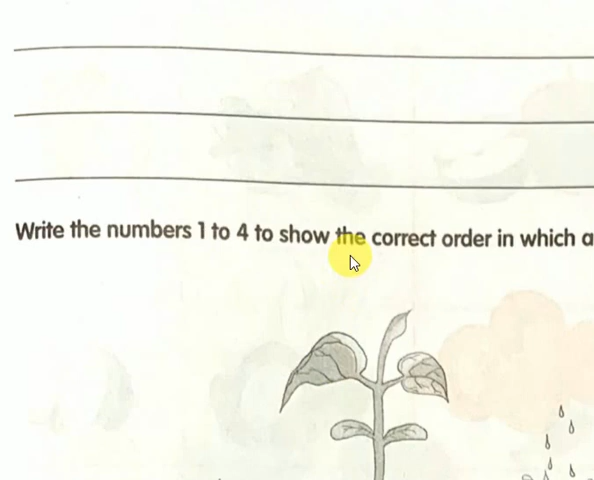 Write the numbers 1 to 4 to show the correct order in which a